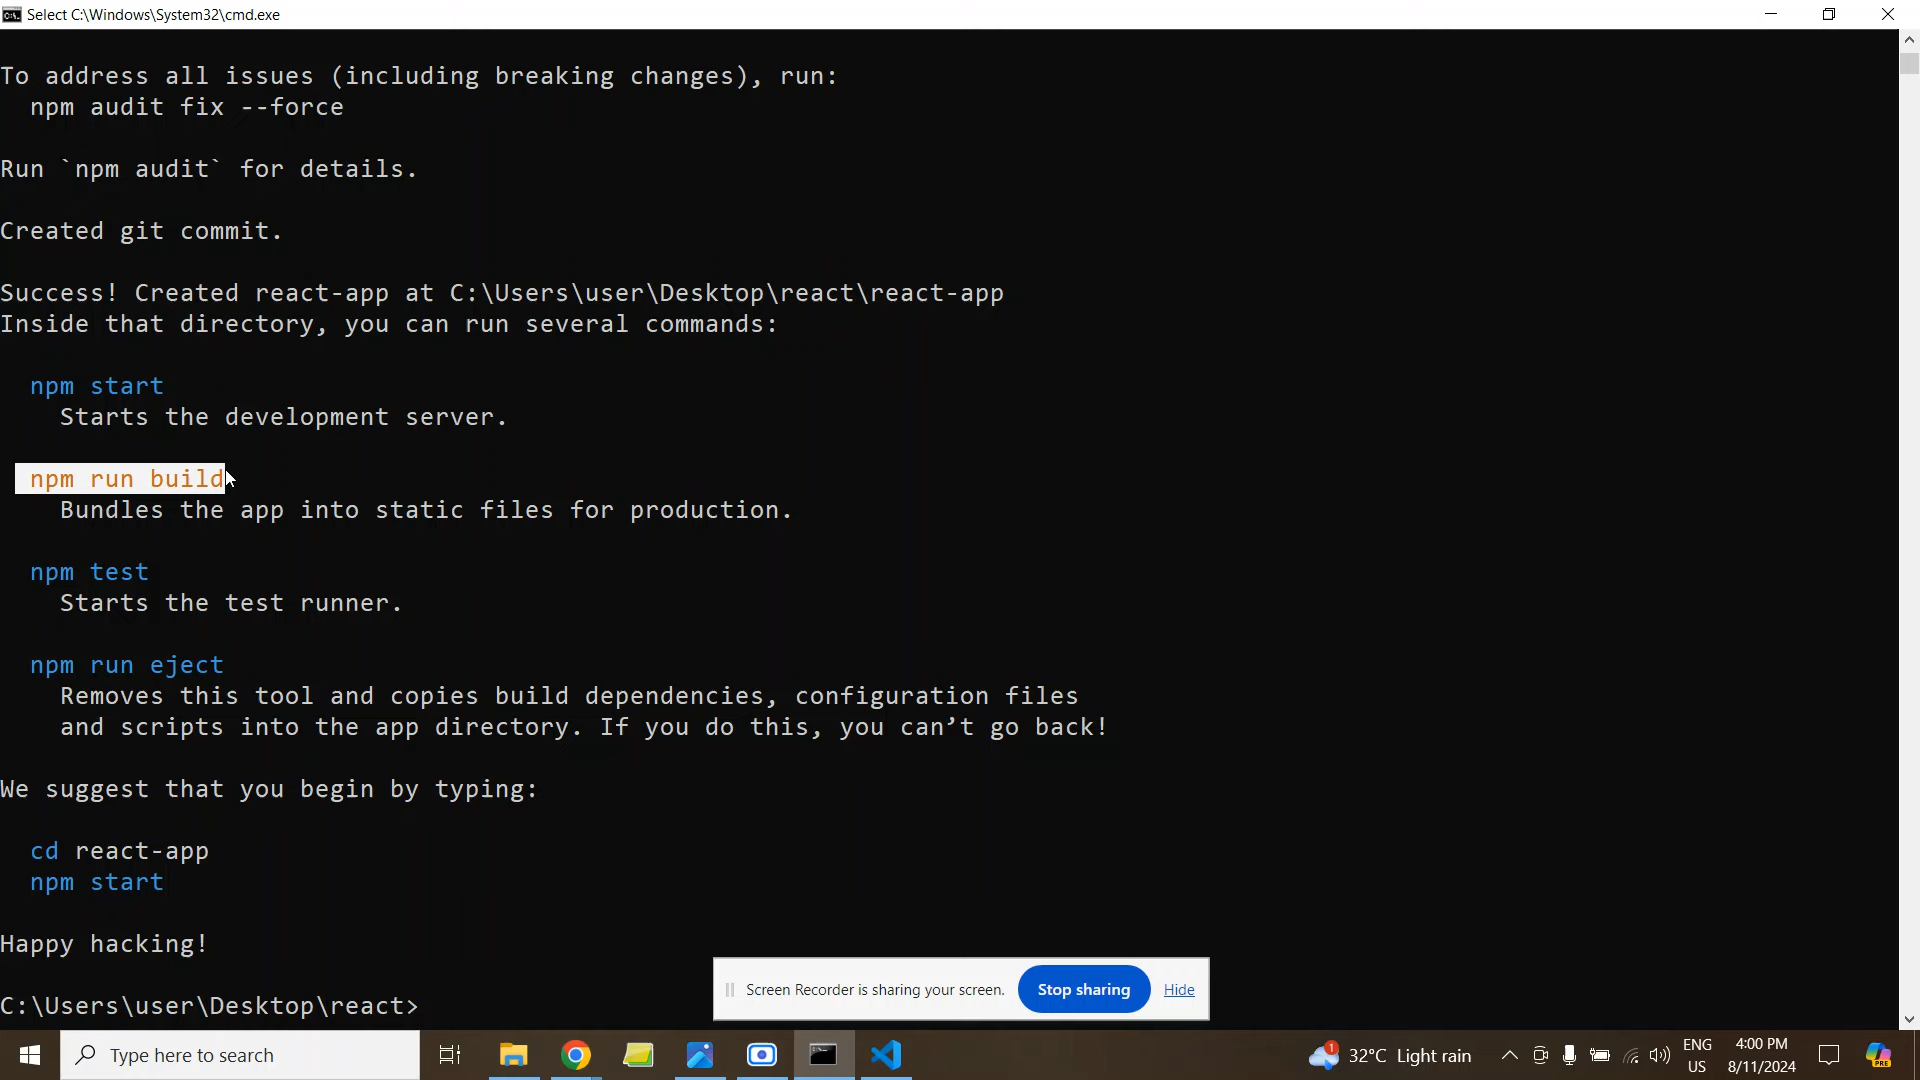 Select C:\Windows\System32\cmd.exe
To address all issues (including breaking changes), run:
npm audit fix --force
Run `npm audit` for details.
Created git commit.
Success! Created react-app at C:\Users\user\Desktop\react\react-app
Inside that directory, you can run several commands:
npm start
Starts the development server.
npm run build
Bundles the app into static files for production.
npm test
Starts the test runner.
npm run eject
Removes this tool and copies build dependencies, configuration files
and scripts into the app directory. If you do this, you can’t go back!
We suggest that you begin by typing:
cd react-app
npm start
Happy hacking!
Screen Recorder is sharing your screen. Stop sharing Hide
C:\Users\user\Desktop\react>
Type here to search
1
32°C Light rain
ENG
US
4:00 PM
8/11/2024
PRE